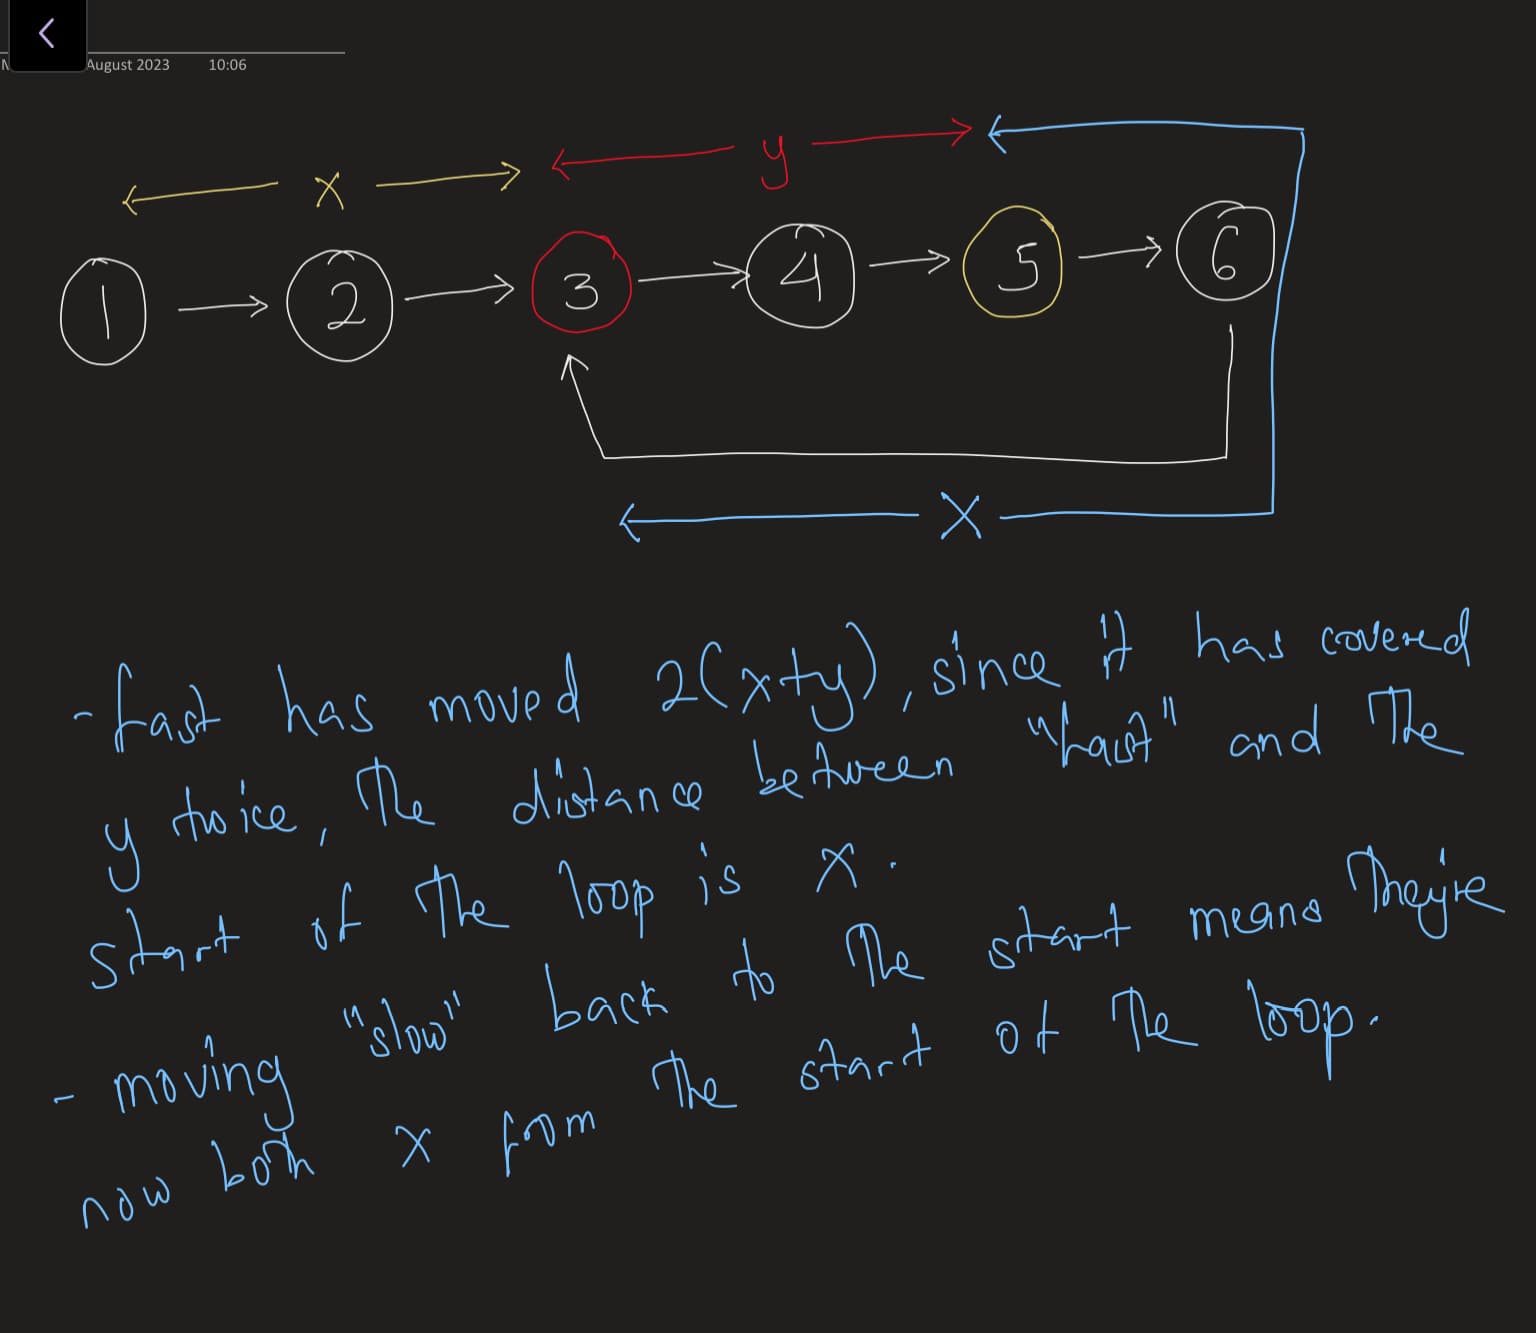 August 2023 10:06
x
y
1 2 3 4 5 6
X
- fast has moved 2(x+y), since it has covered
y twice, the distance between "fast" and the
start of the loop is x.
- moving "slow" back to the start means they're
now both x from the start of the loop.